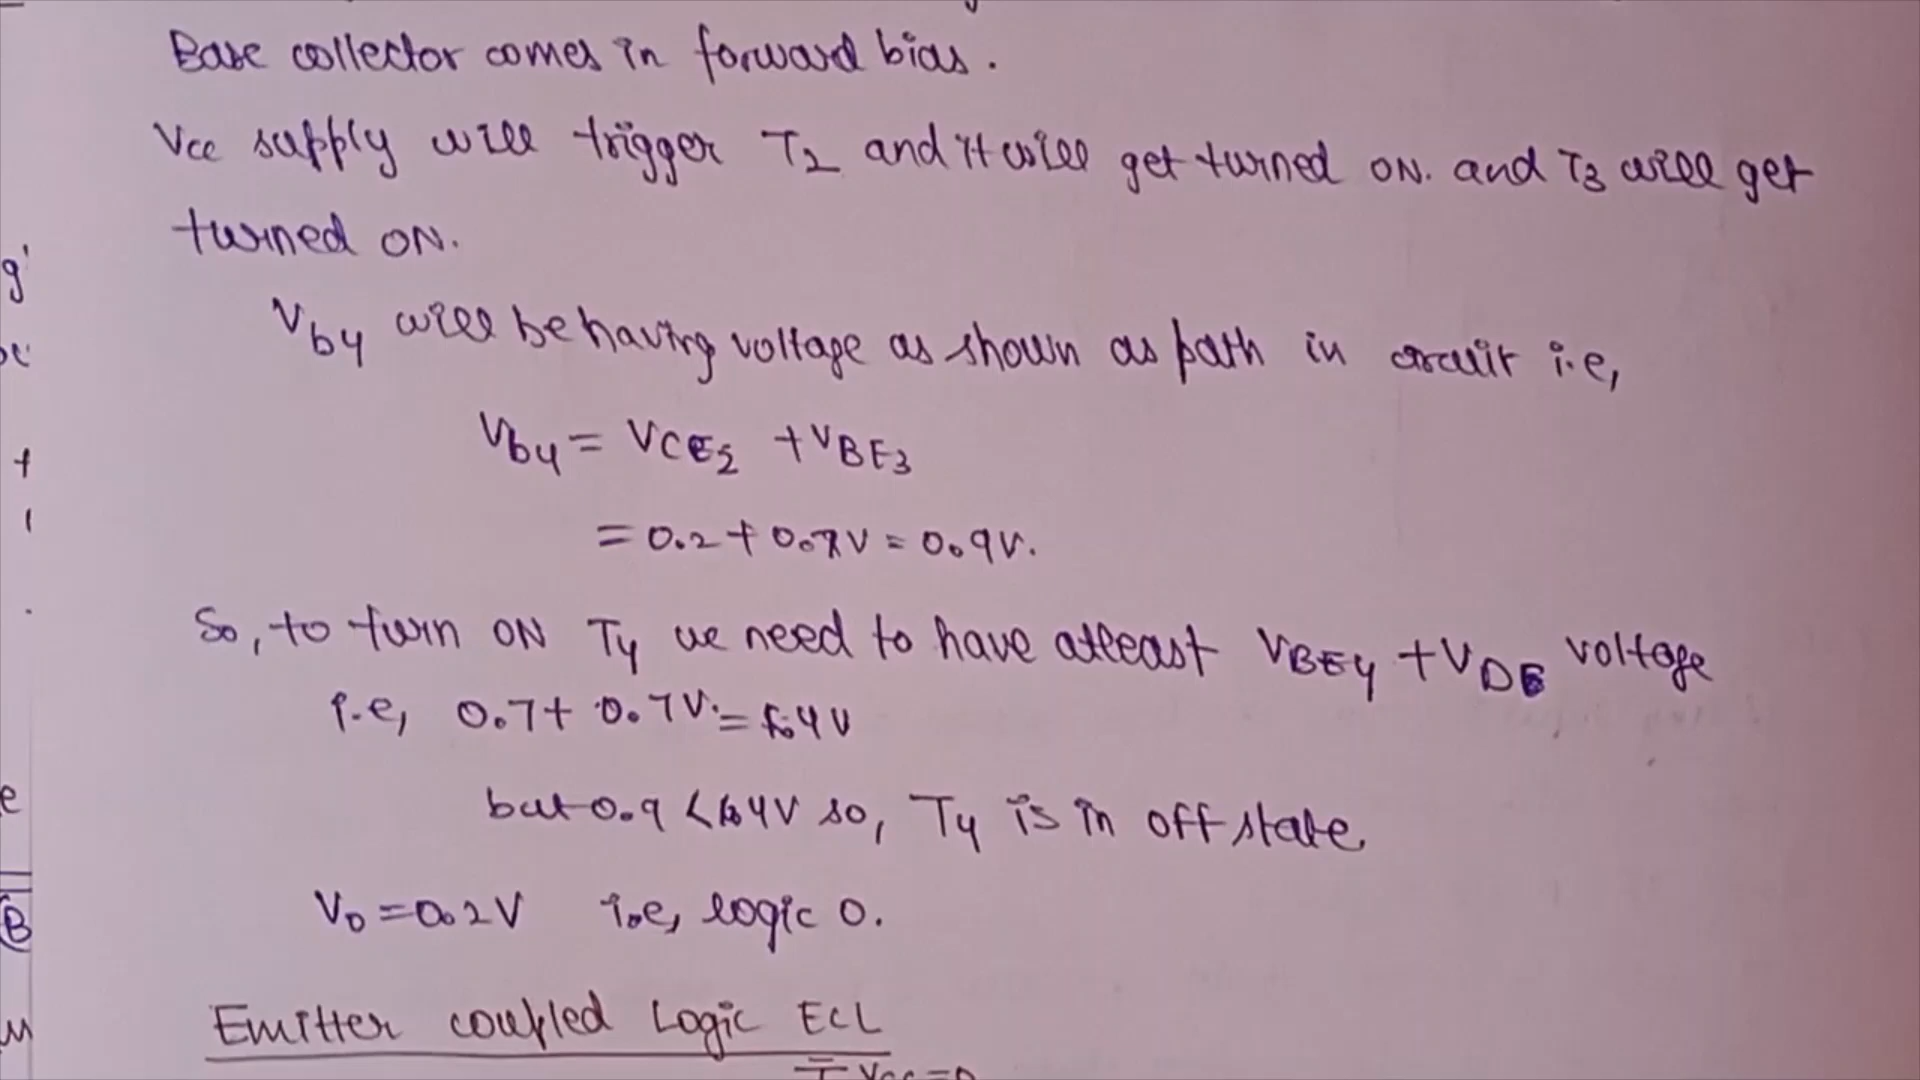 Base collector comes in forward bias.
Vcc supply will trigger T2 and it will get turned ON. and T3 will get
turned ON.
Vb4 will be having voltage as shown as path in circuit i.e,
Vb4 = VCE2 + VBE3
= 0.2 + 0.7V = 0.9V.
So, to turn ON T4 we need to have atleast VBE4 + VDE voltage
i.e, 0.7 + 0.7V = 1.4V
but 0.9 < 1.4V so, T4 is in off state.
Vo = 0.2V i.e, logic 0.
Emitter coupled Logic ECL
Vcc = 0